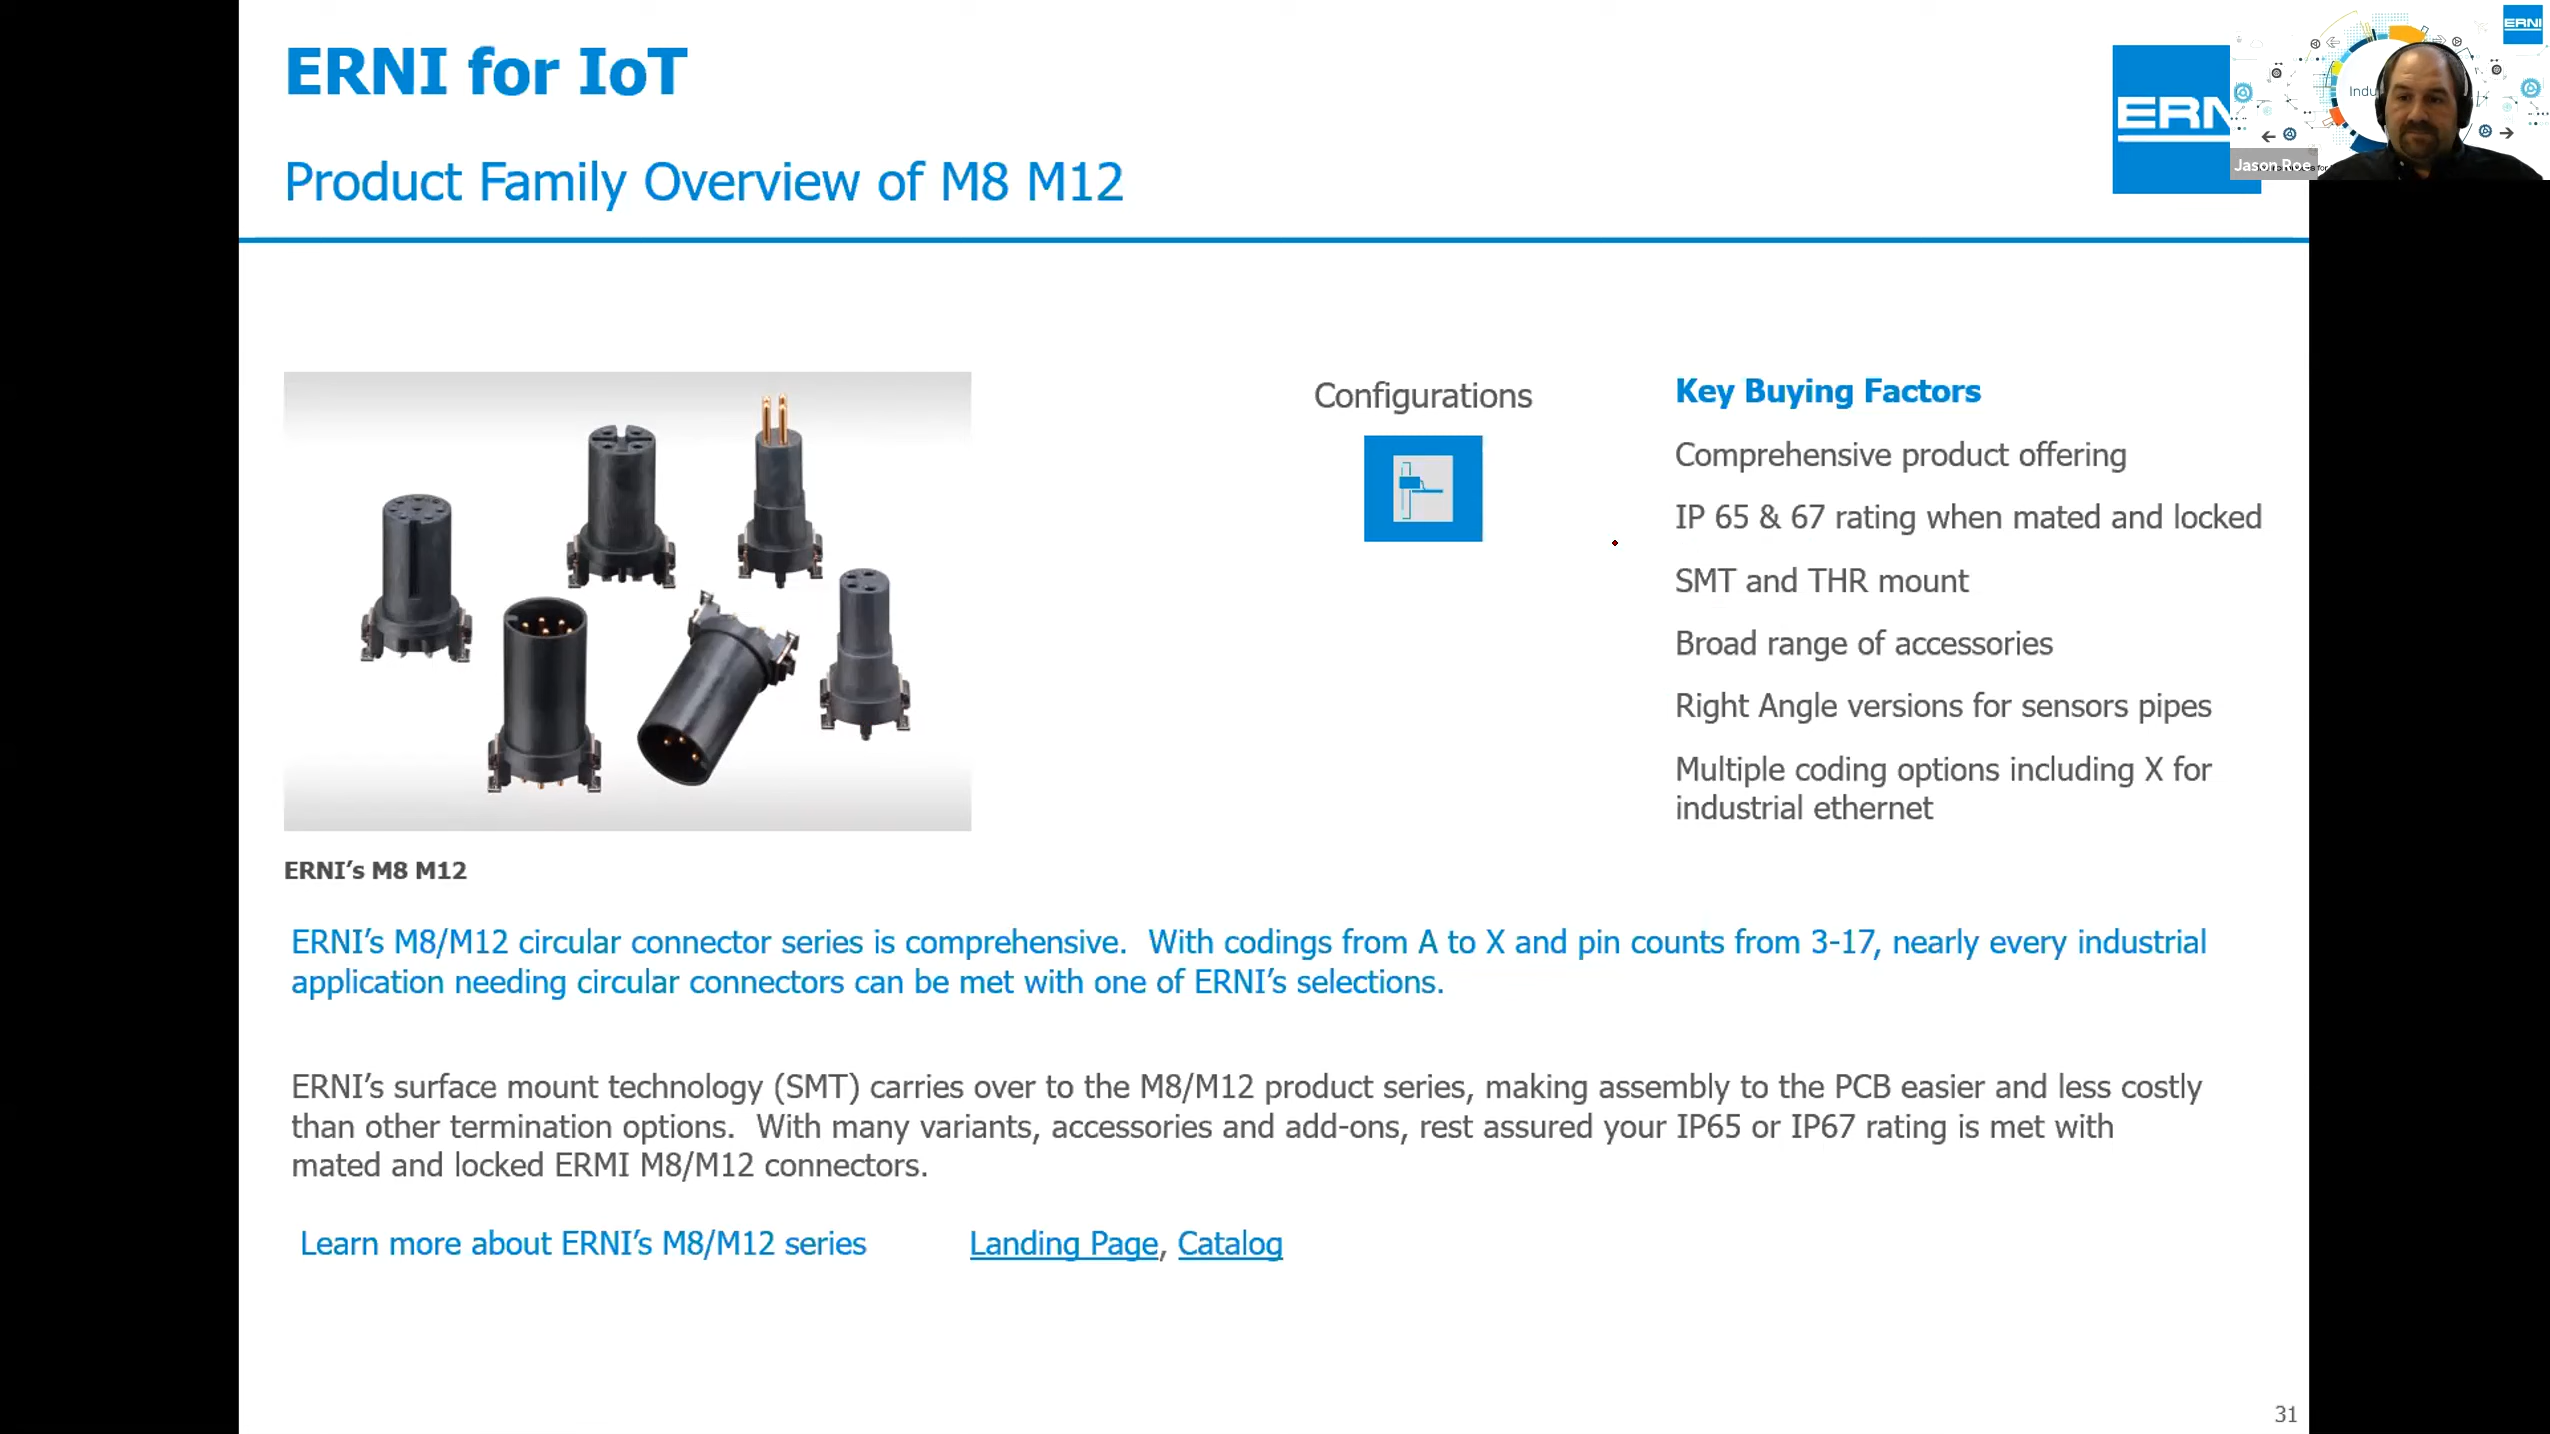 ERNI for IoT
ERNI
Indu
ERN
Jason Roe
Product Family Overview of M8 M12
Configurations
Key Buying Factors
Comprehensive product offering
IP 65 & 67 rating when mated and locked
SMT and THR mount
Broad range of accessories
Right Angle versions for sensors pipes
Multiple coding options including X for
industrial ethernet
ERNI’s M8 M12
ERNI’s M8/M12 circular connector series is comprehensive.  With codings from A to X and pin counts from 3-17, nearly every industrial
application needing circular connectors can be met with one of ERNI’s selections.
ERNI’s surface mount technology (SMT) carries over to the M8/M12 product series, making assembly to the PCB easier and less costly
than other termination options.  With many variants, accessories and add-ons, rest assured your IP65 or IP67 rating is met with
mated and locked ERMI M8/M12 connectors.
Learn more about ERNI’s M8/M12 series
Landing Page, Catalog
31